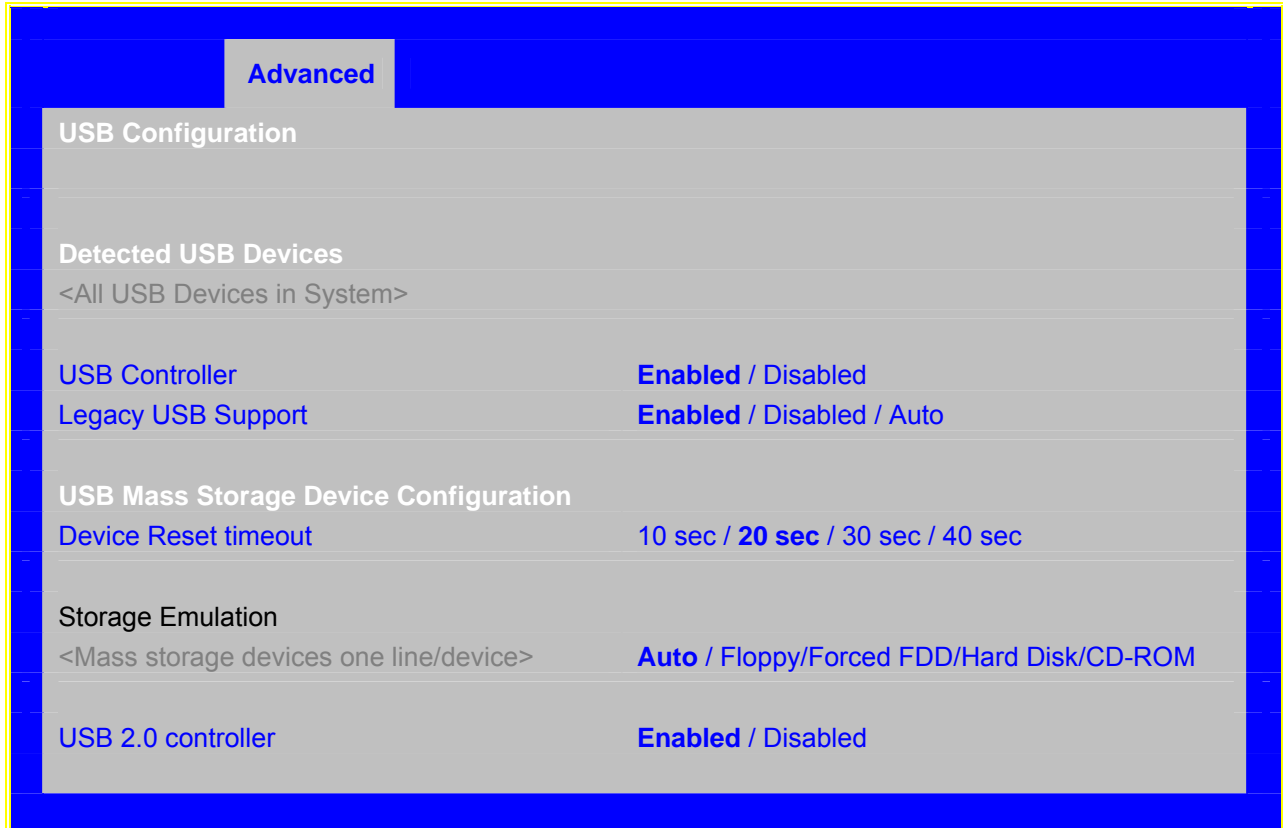 Advanced
USB Configuration
Detected USB Devices
<All USB Devices in System>
USB Controller Enabled / Disabled
Legacy USB Support Enabled / Disabled / Auto
USB Mass Storage Device Configuration
Device Reset timeout 10 sec / 20 sec / 30 sec / 40 sec
Storage Emulation
<Mass storage devices one line/device> Auto / Floppy/Forced FDD/Hard Disk/CD-ROM
USB 2.0 controller Enabled / Disabled